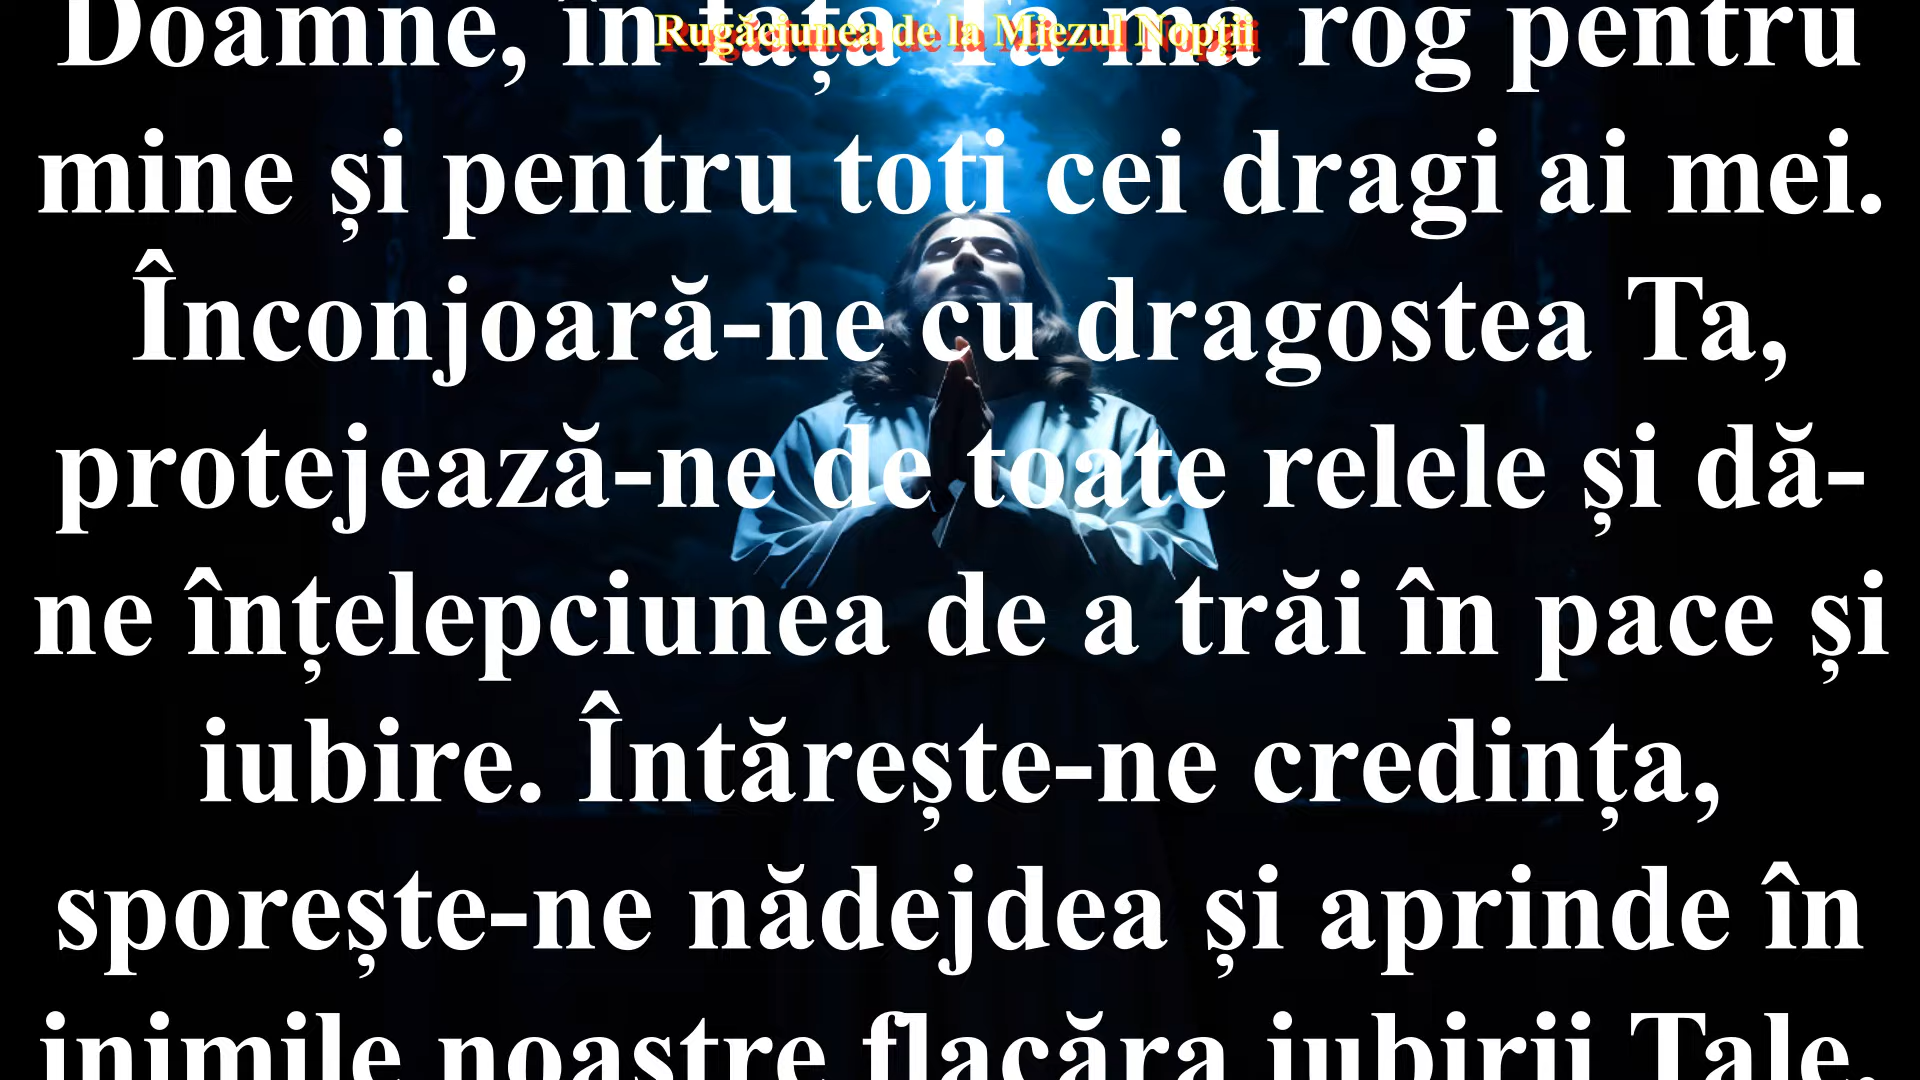 Rugăciunea de la Miezul Nopții
Doamne, în fața Ta mă rog pentru
mine și pentru toti cei dragi ai mei.
Înconjoară-ne cu dragostea Ta,
protejează-ne de toate relele și dă-
ne înțelepciunea de a trăi în pace și
iubire. Întărește-ne credința,
sporește-ne nădejdea și aprinde în
inimile noastre flacăra iubirii Tale.